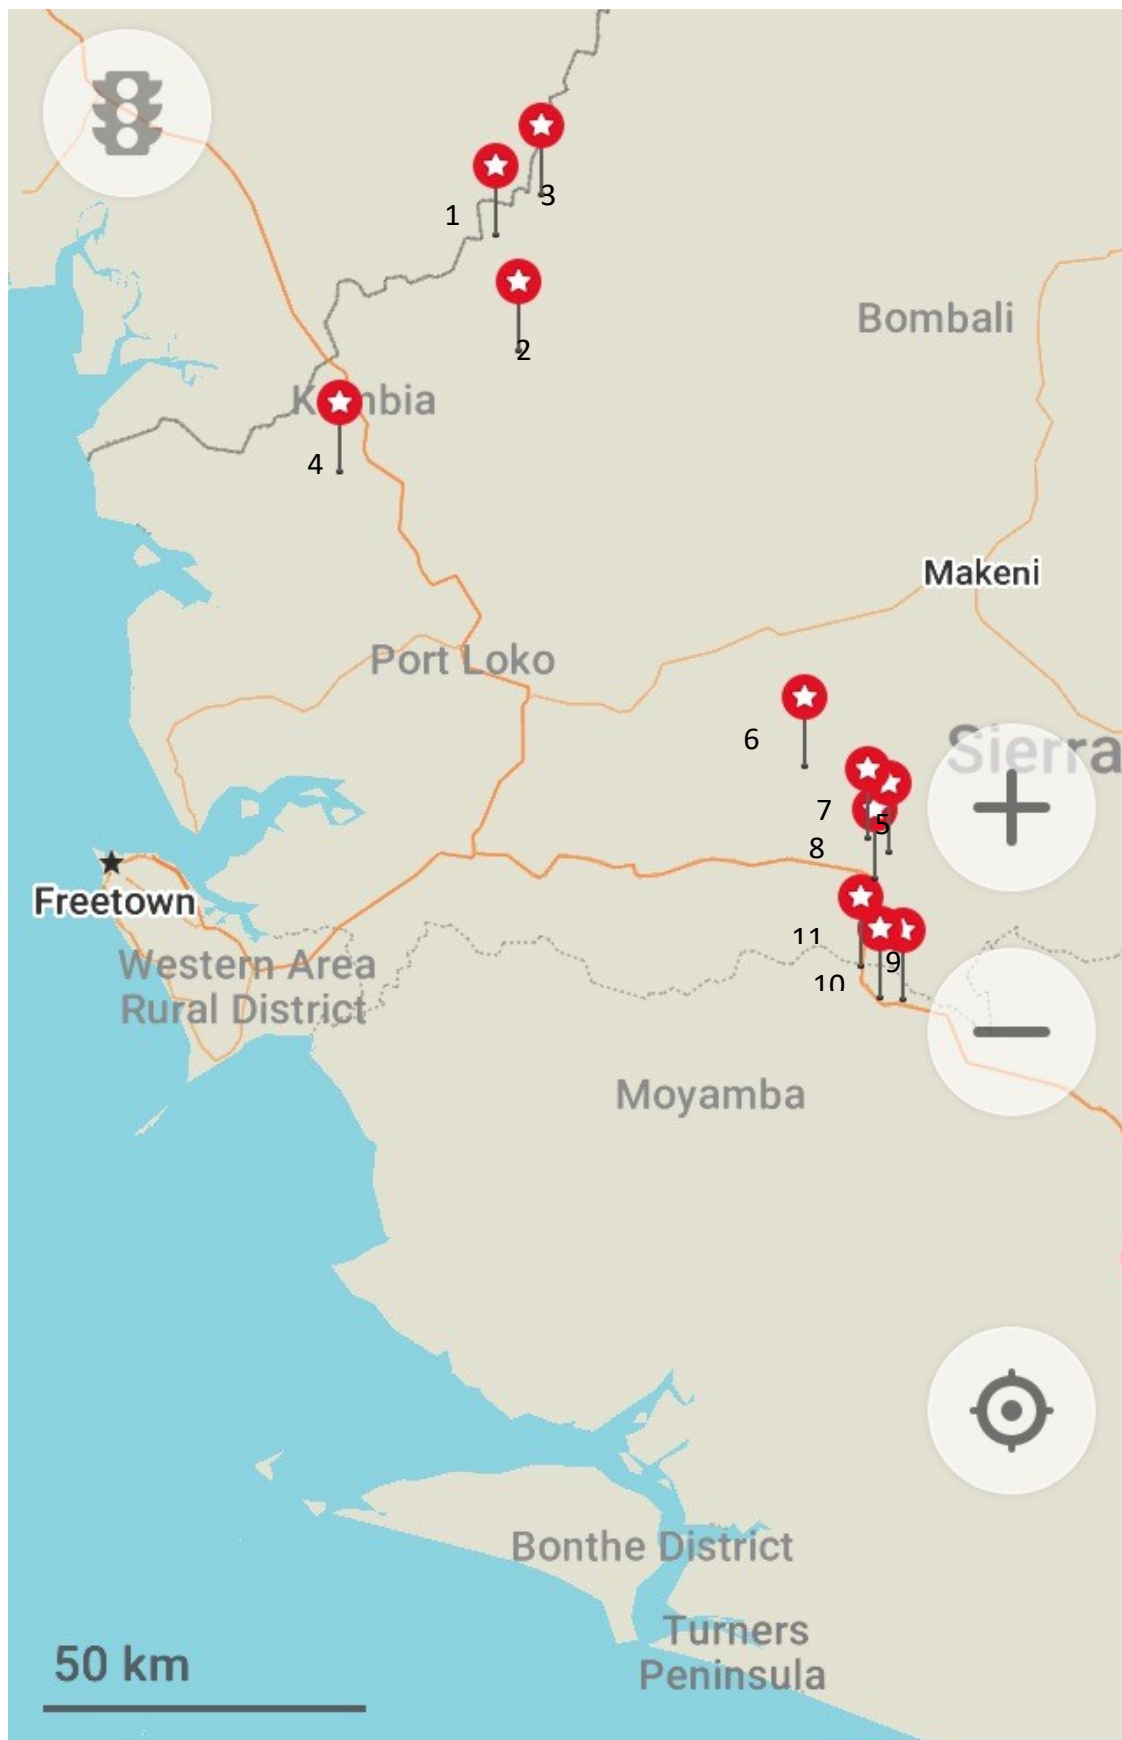 3
1
Bombali
2
Kambia
4
Makeni
Port Loko
6
Sierra
7
5
8
Freetown
11
9
Western Area
Rural District
10
Moyamba
Bonthe District
Turners
Peninsula
50 km